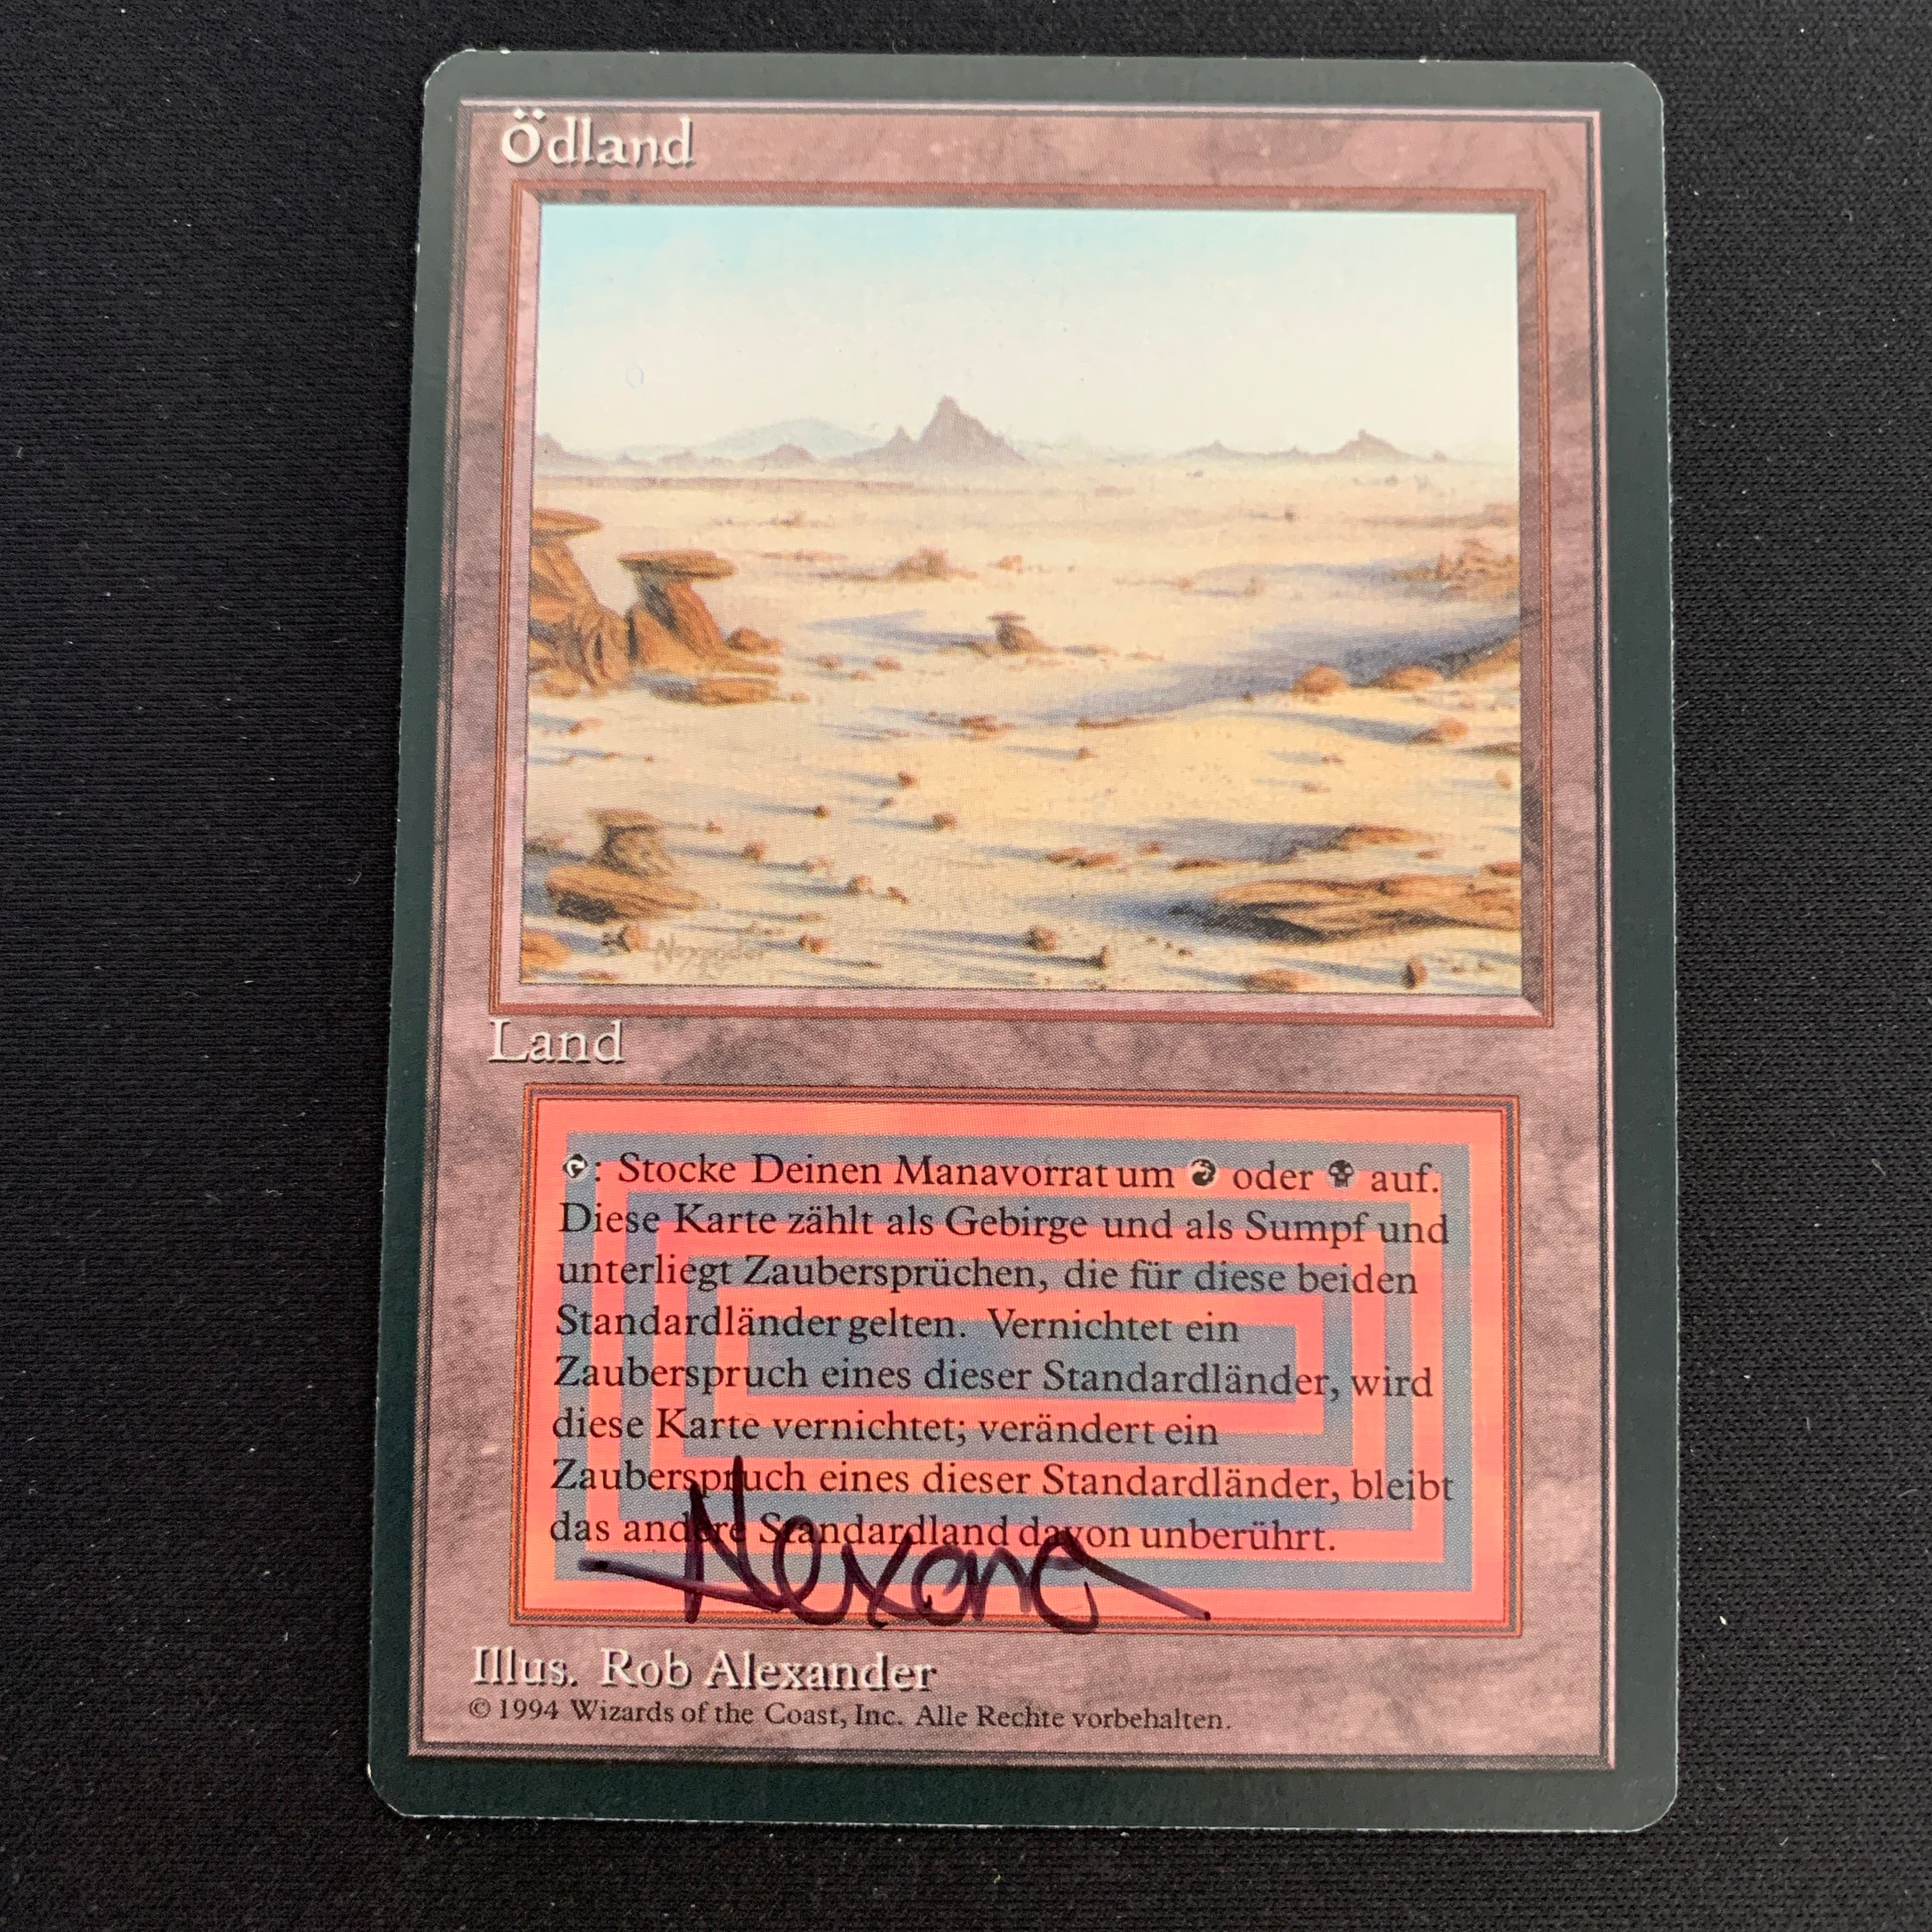 Ödland
Land
: Stocke Deinen Manavorrat um oder auf.
Diese Karte zählt als Gebirge und als Sumpf und
unterliegt Zaubersprüchen, die für diese beiden
Standardländer gelten. Vernichtet ein
Zauberspruch eines dieser Standardländer, wird
diese Karte vernichtet; verändert ein
Zauberspruch eines dieser Standardländer, bleibt
das andere Standardland davon unberührt.
Illus. Rob Alexander
© 1994 Wizards of the Coast, Inc. Alle Rechte vorbehalten.